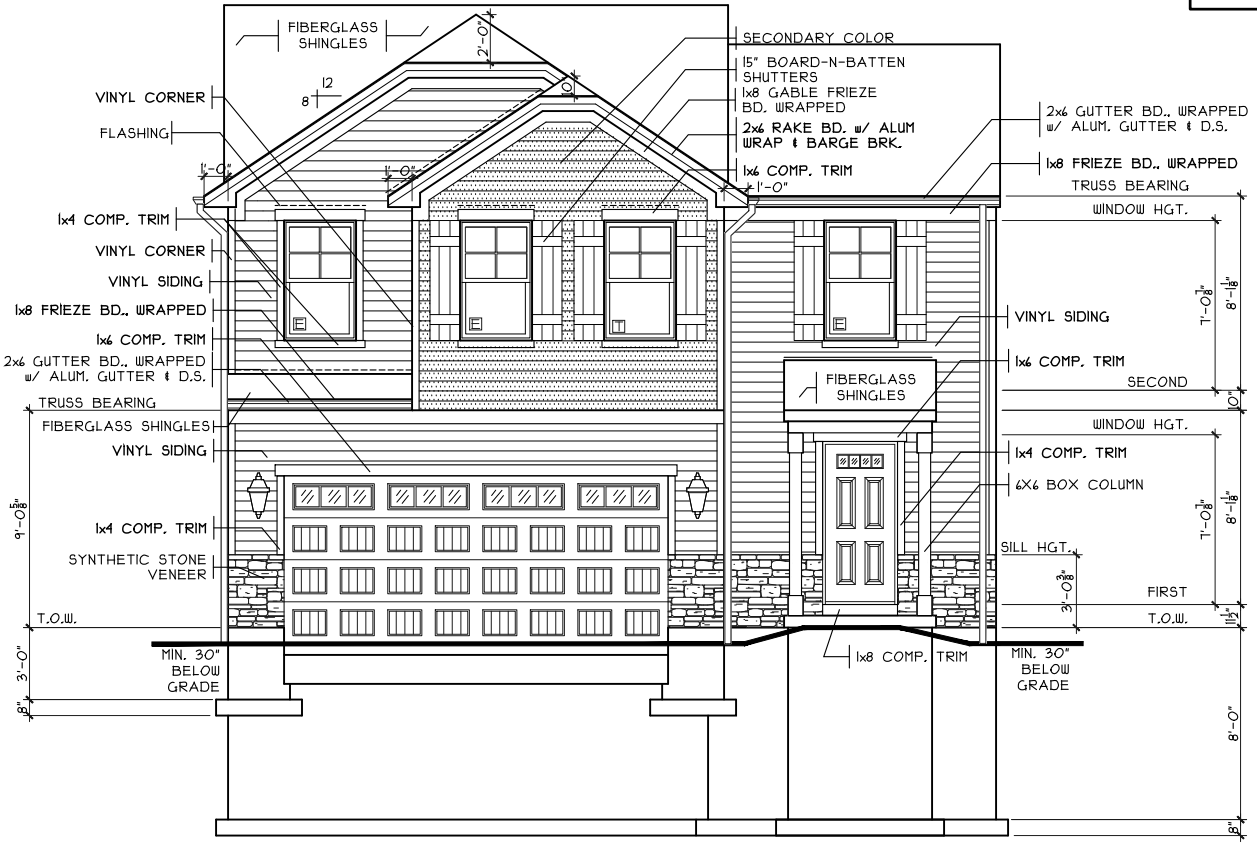 FIBERGLASS
SHINGLES
2'-0"
SECONDARY COLOR
15" BOARD-N-BATTEN
SHUTTERS
1x8 GABLE FRIEZE
BD. WRAPPED
2x6 RAKE BD. w/ ALUM
WRAP & BARGE BRK.
1x6 COMP. TRIM
10"
12
8
VINYL CORNER
FLASHING
1'-0"
1'-0"
1'-0"
2x6 GUTTER BD., WRAPPED
w/ ALUM. GUTTER & D.S.
1x8 FRIEZE BD., WRAPPED
TRUSS BEARING
WINDOW HGT.
1x4 COMP. TRIM
VINYL CORNER
VINYL SIDING
1x8 FRIEZE BD., WRAPPED
1x6 COMP. TRIM
2x6 GUTTER BD., WRAPPED
w/ ALUM. GUTTER & D.S.
TRUSS BEARING
FIBERGLASS SHINGLES
VINYL SIDING
1x4 COMP. TRIM
SYNTHETIC STONE
VENEER
T.O.W.
E
E
T
E
7'-0 7/8"
8'-1 1/8"
VINYL SIDING
1x6 COMP. TRIM
FIBERGLASS
SHINGLES
SECOND
10"
WINDOW HGT.
1x4 COMP. TRIM
6X6 BOX COLUMN
7'-0 7/8"
8'-1 1/8"
SILL HGT.
3'-0 3/8"
FIRST
T.O.W.
11 1/2"
9'-0 5/8"
3'-0"
8"
MIN. 30"
BELOW
GRADE
1x8 COMP. TRIM
MIN. 30"
BELOW
GRADE
8'-0"
8"